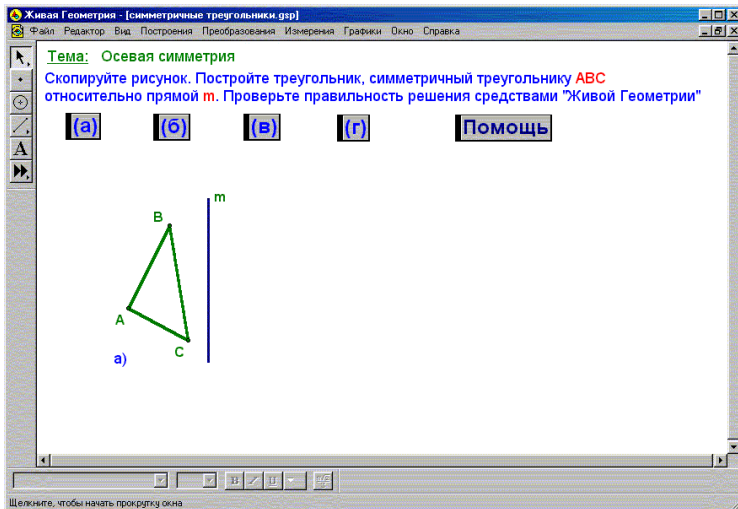 Живая Геометрия - [симметричные треугольники.gsp]
Файл Редактор Вид Построения Преобразования Измерения Графики Окно Справка
Тема: Осевая симметрия
Скопируйте рисунок. Постройте треугольник, симметричный треугольнику ABC
относительно прямой m. Проверьте правильность решения средствами "Живой Геометрии"
(а) (б) (в) (г) Помощь
m
B
A
C
а)
A
B I U
Щелкните, чтобы начать прокрутку окна